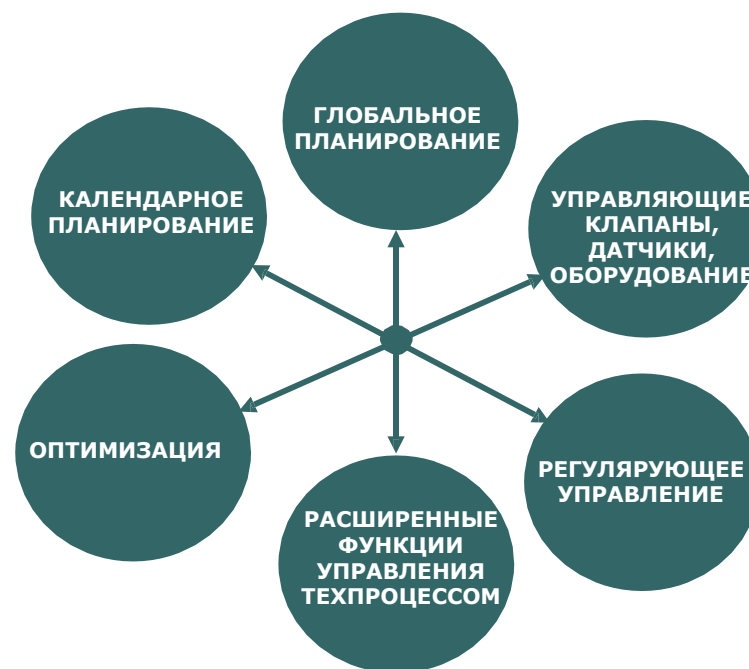 ГЛОБАЛЬНОЕ
ПЛАНИРОВАНИЕ
КАЛЕНДАРНОЕ
ПЛАНИРОВАНИЕ
УПРАВЛЯЮЩИЕ
КЛАПАНЫ,
ДАТЧИКИ,
ОБОРУДОВАНИЕ
ОПТИМИЗАЦИЯ
РЕГУЛЯРУЮЩЕЕ
УПРАВЛЕНИЕ
РАСШИРЕННЫЕ
ФУНКЦИИ
УПРАВЛЕНИЯ
ТЕХПРОЦЕССОМ